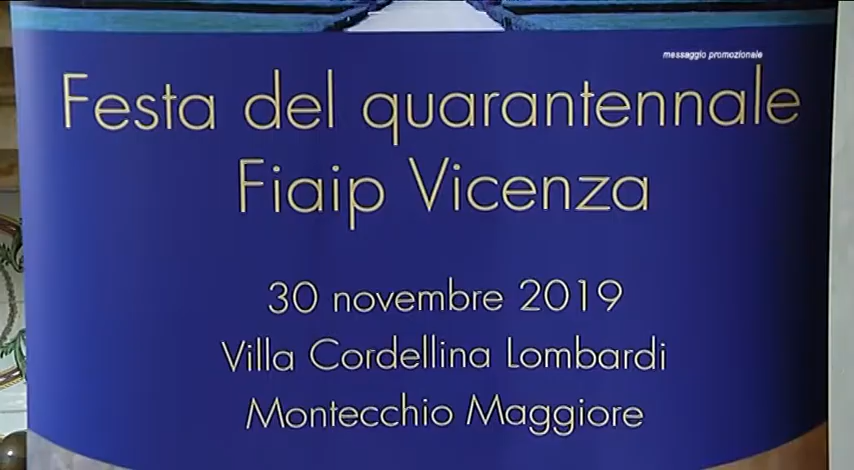 messaggio promozionale
Festa del quarantennale
Fiaip Vicenza
30 novembre 2019
Villa Cordellina Lombardi
Montecchio Maggiore